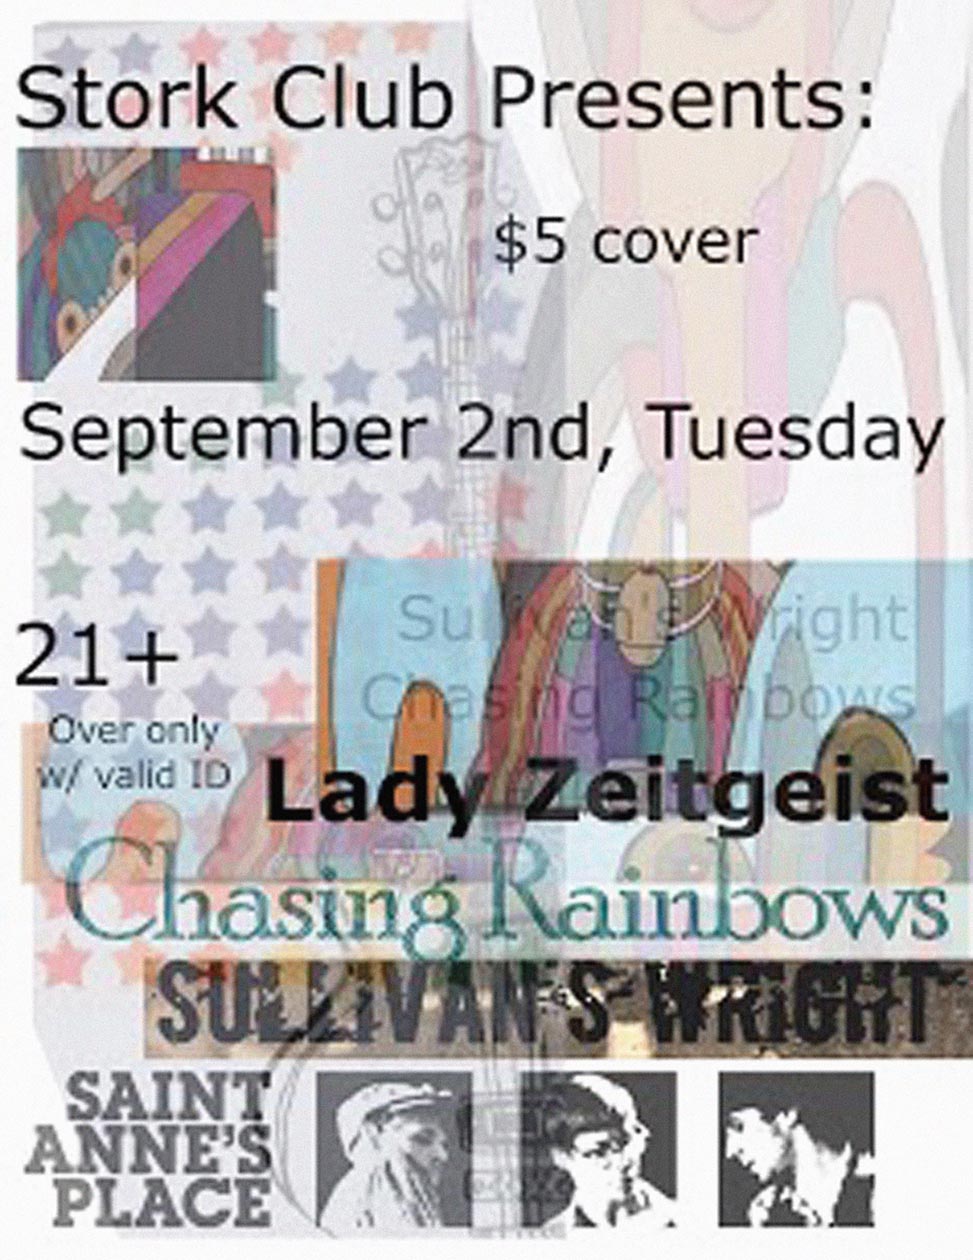 Stork Club Presents:
$5 cover
September 2nd, Tuesday
21+
Over only
w/ valid ID
Sullivan's Wright
Chasing Rainbows
Lady Zeitgeist
Chasing Rainbows
SULLIVAN'S WRIGHT
SAINT
ANNE'S
PLACE